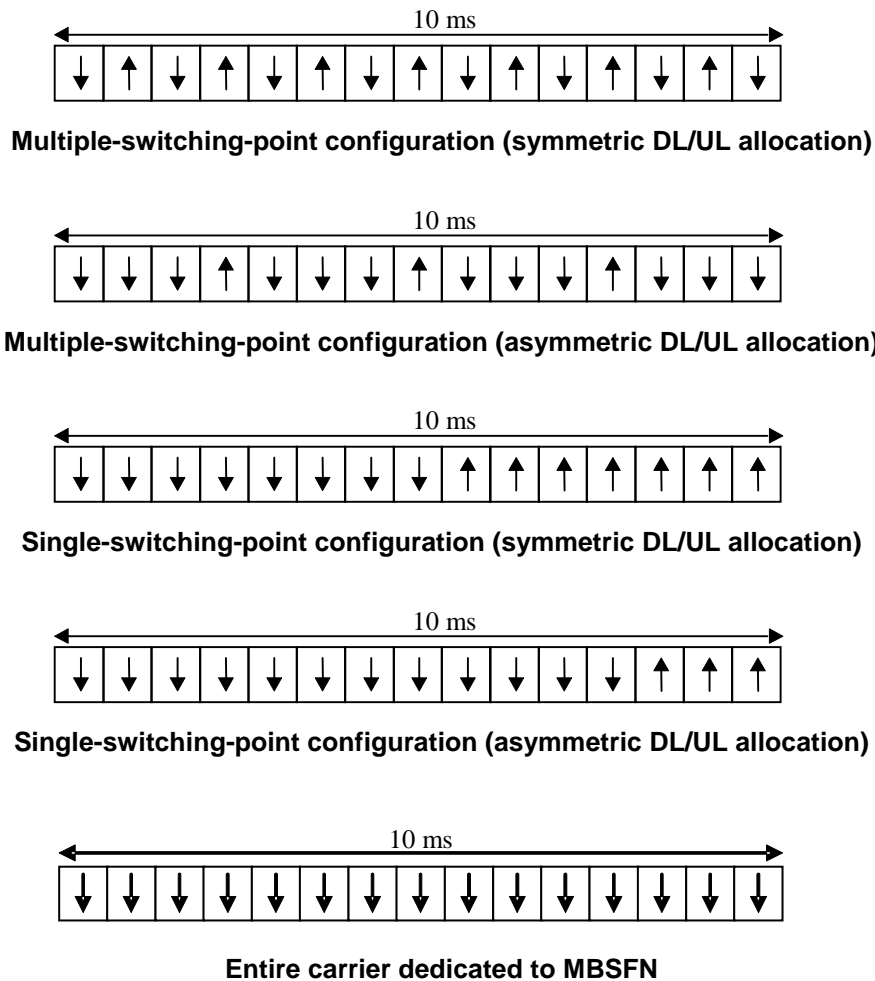 10 ms
Multiple-switching-point configuration (symmetric DL/UL allocation)
10 ms
Multiple-switching-point configuration (asymmetric DL/UL allocation)
10 ms
Single-switching-point configuration (symmetric DL/UL allocation)
10 ms
Single-switching-point configuration (asymmetric DL/UL allocation)
10 ms
Entire carrier dedicated to MBSFN